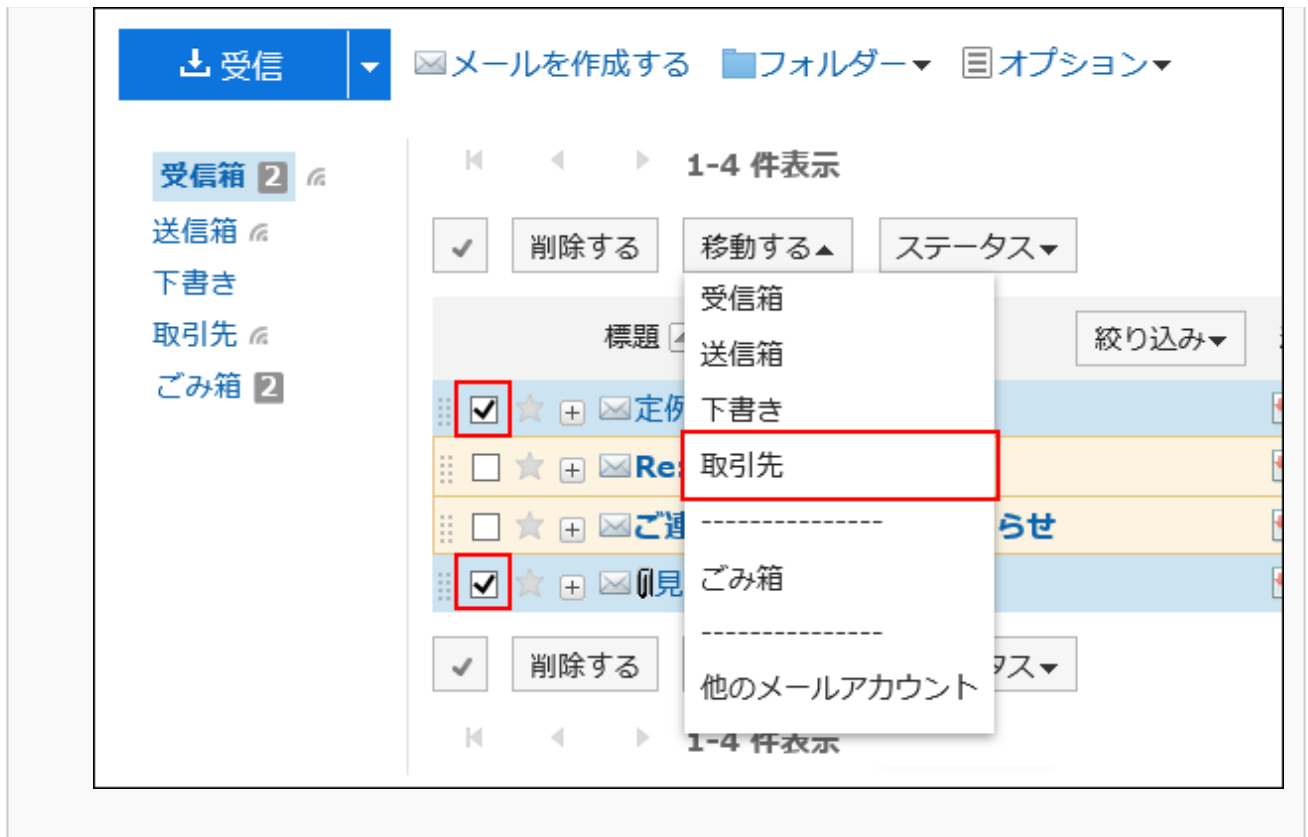 受信 メールを作成する フォルダー オプション
受信箱 2
送信箱
下書き
取引先
ごみ箱 2
1-4 件表示
削除する 移動する ステータス
標題 絞り込み
定例
Re:
ご連 らせ
見
受信箱
送信箱
下書き
取引先
---------------
ごみ箱
---------------
他のメールアカウント
削除する タス
1-4 件表示